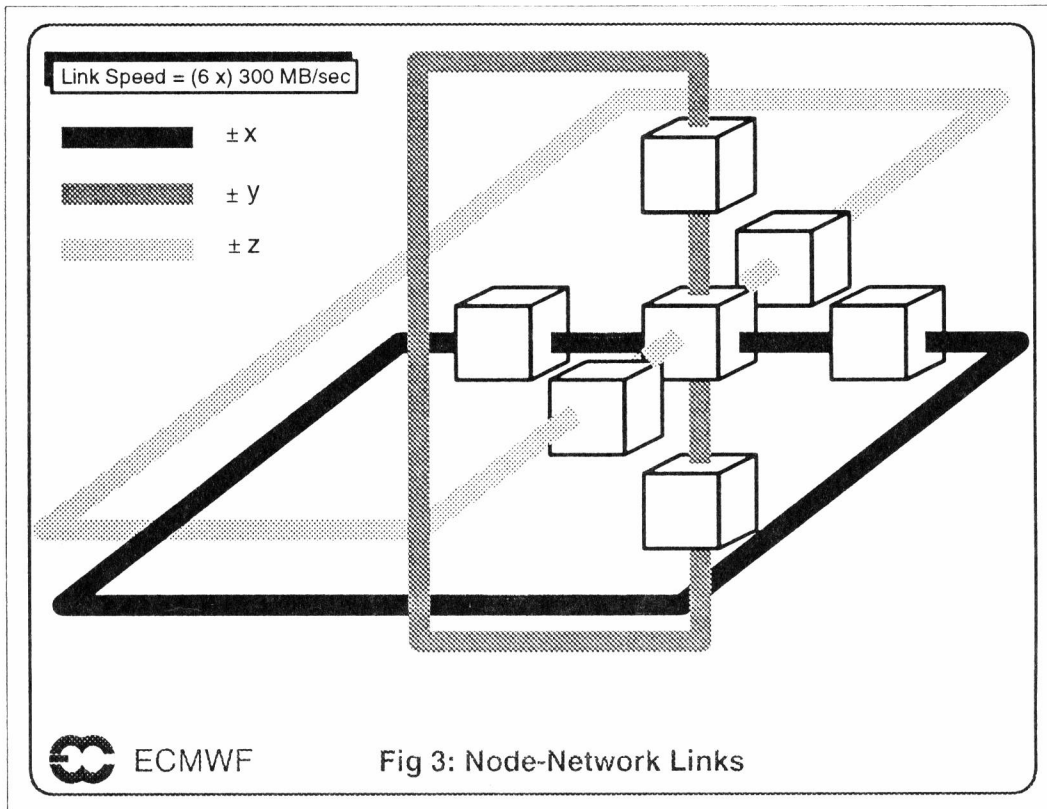 Link Speed = (6 x) 300 MB/sec
± x
± y
± z
ECMWF
Fig 3: Node-Network Links